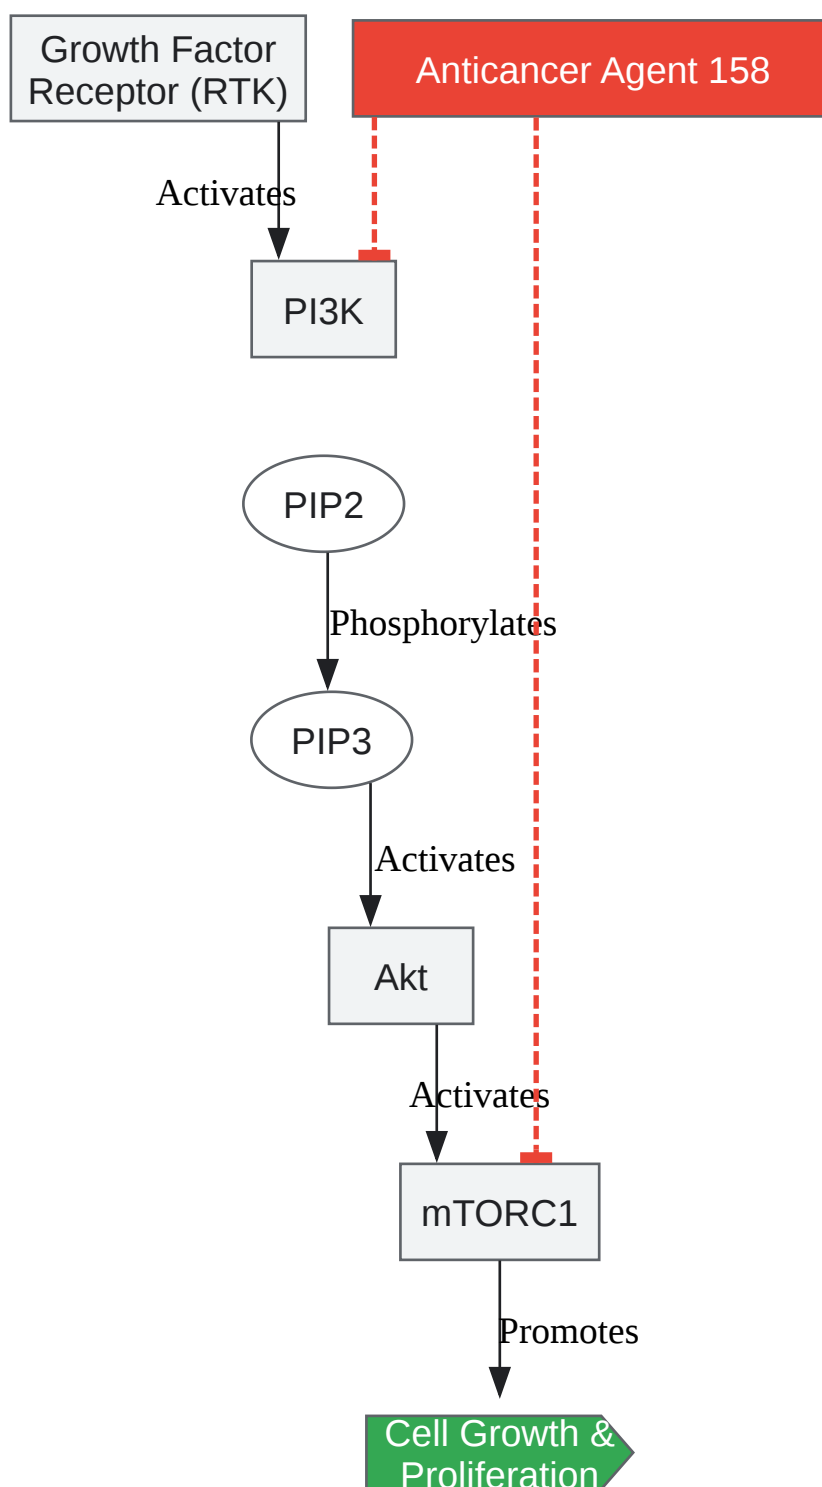 Growth Factor
Receptor (RTK)
Anticancer Agent 158
Activates
PI3K
PIP2
Phosphorylates
PIP3
Activates
Akt
Activates
mTORC1
Promotes
Cell Growth &
Proliferation